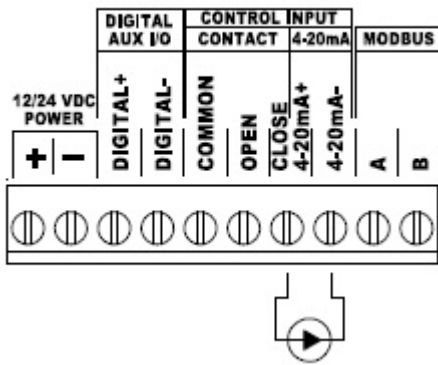 DIGITAL
AUX I/O
CONTROL INPUT
CONTACT
4-20mA
MODBUS
12/24 VDC
POWER
+
-
DIGITAL+
DIGITAL-
COMMON
OPEN
CLOSE
4-20mA+
4-20mA-
A
B